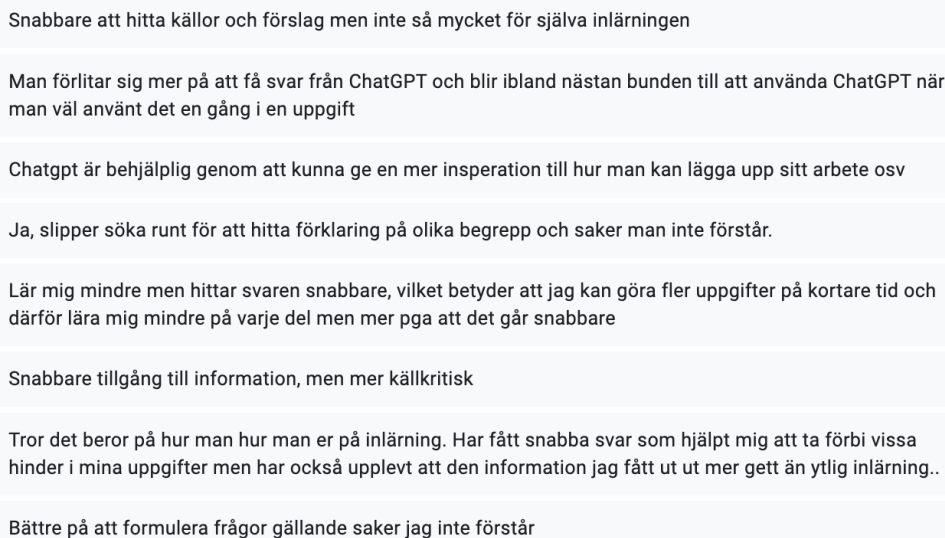 Snabbare att hitta källor och förslag men inte så mycket för själva inlärningen
Man förlitar sig mer på att få svar från ChatGPT och blir ibland nästan bunden till att använda ChatGPT när
man väl använt det en gång i en uppgift
Chatgpt är behjälplig genom att kunna ge en mer insperation till hur man kan lägga upp sitt arbete osv
Ja, slipper söka runt för att hitta förklaring på olika begrepp och saker man inte förstår.
Lär mig mindre men hittar svaren snabbare, vilket betyder att jag kan göra fler uppgifter på kortare tid och
därför lära mig mindre på varje del men mer pga att det går snabbare
Snabbare tillgång till information, men mer källkritisk
Tror det beror på hur man hur man er på inlärning. Har fått snabba svar som hjälpt mig att ta förbi vissa
hinder i mina uppgifter men har också upplevt att den information jag fått ut ut mer gett än ytlig inlärning..
Bättre på att formulera frågor gällande saker jag inte förstår